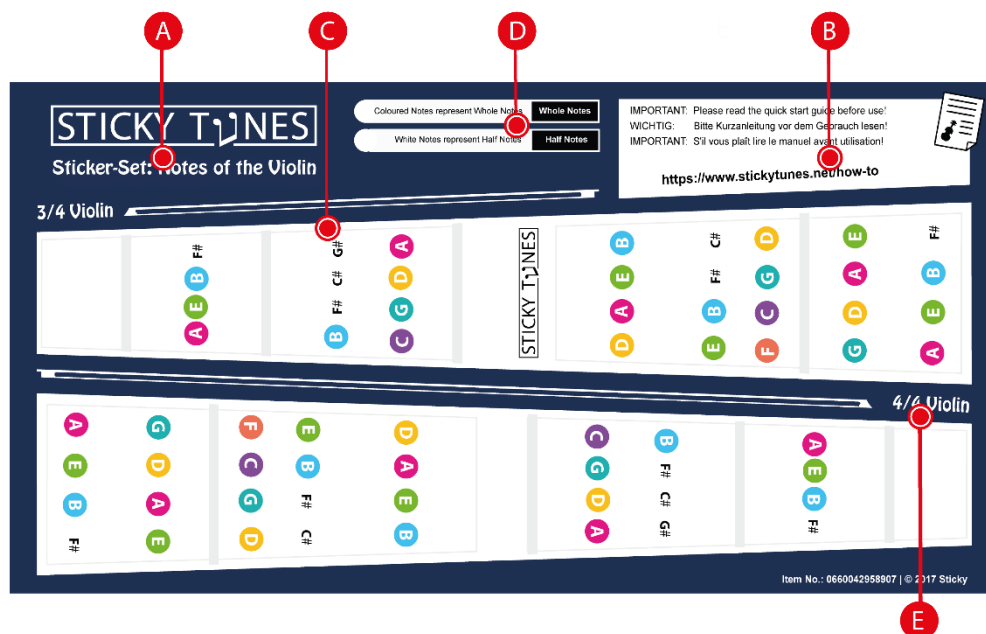 A
C
D
B
STICKY TUNES
Sticker-Set: Notes of the Violin
Coloured Notes represent Whole Notes
Whole Notes
White Notes represent Half Notes
Half Notes
IMPORTANT: Please read the quick start guide before use!
WICHTIG: Bitte Kurzanleitung vor dem Gebrauch lesen!
IMPORTANT: S'il vous plaît lire le manuel avant utilisation!
https://www.stickytunes.net/how-to
3/4 Violin
A E B F#
B F# C# G#
C G D A
STICKY TUNES
D A E B
E B F# C#
F C G D
G D A E
A E B F#
4/4 Violin
A E B F#
B F# C# G#
C G D A
D A E B
E B F# C#
F C G D
G D A E
A E B F#
Item No.: 0660042958907 | © 2017 Sticky
E